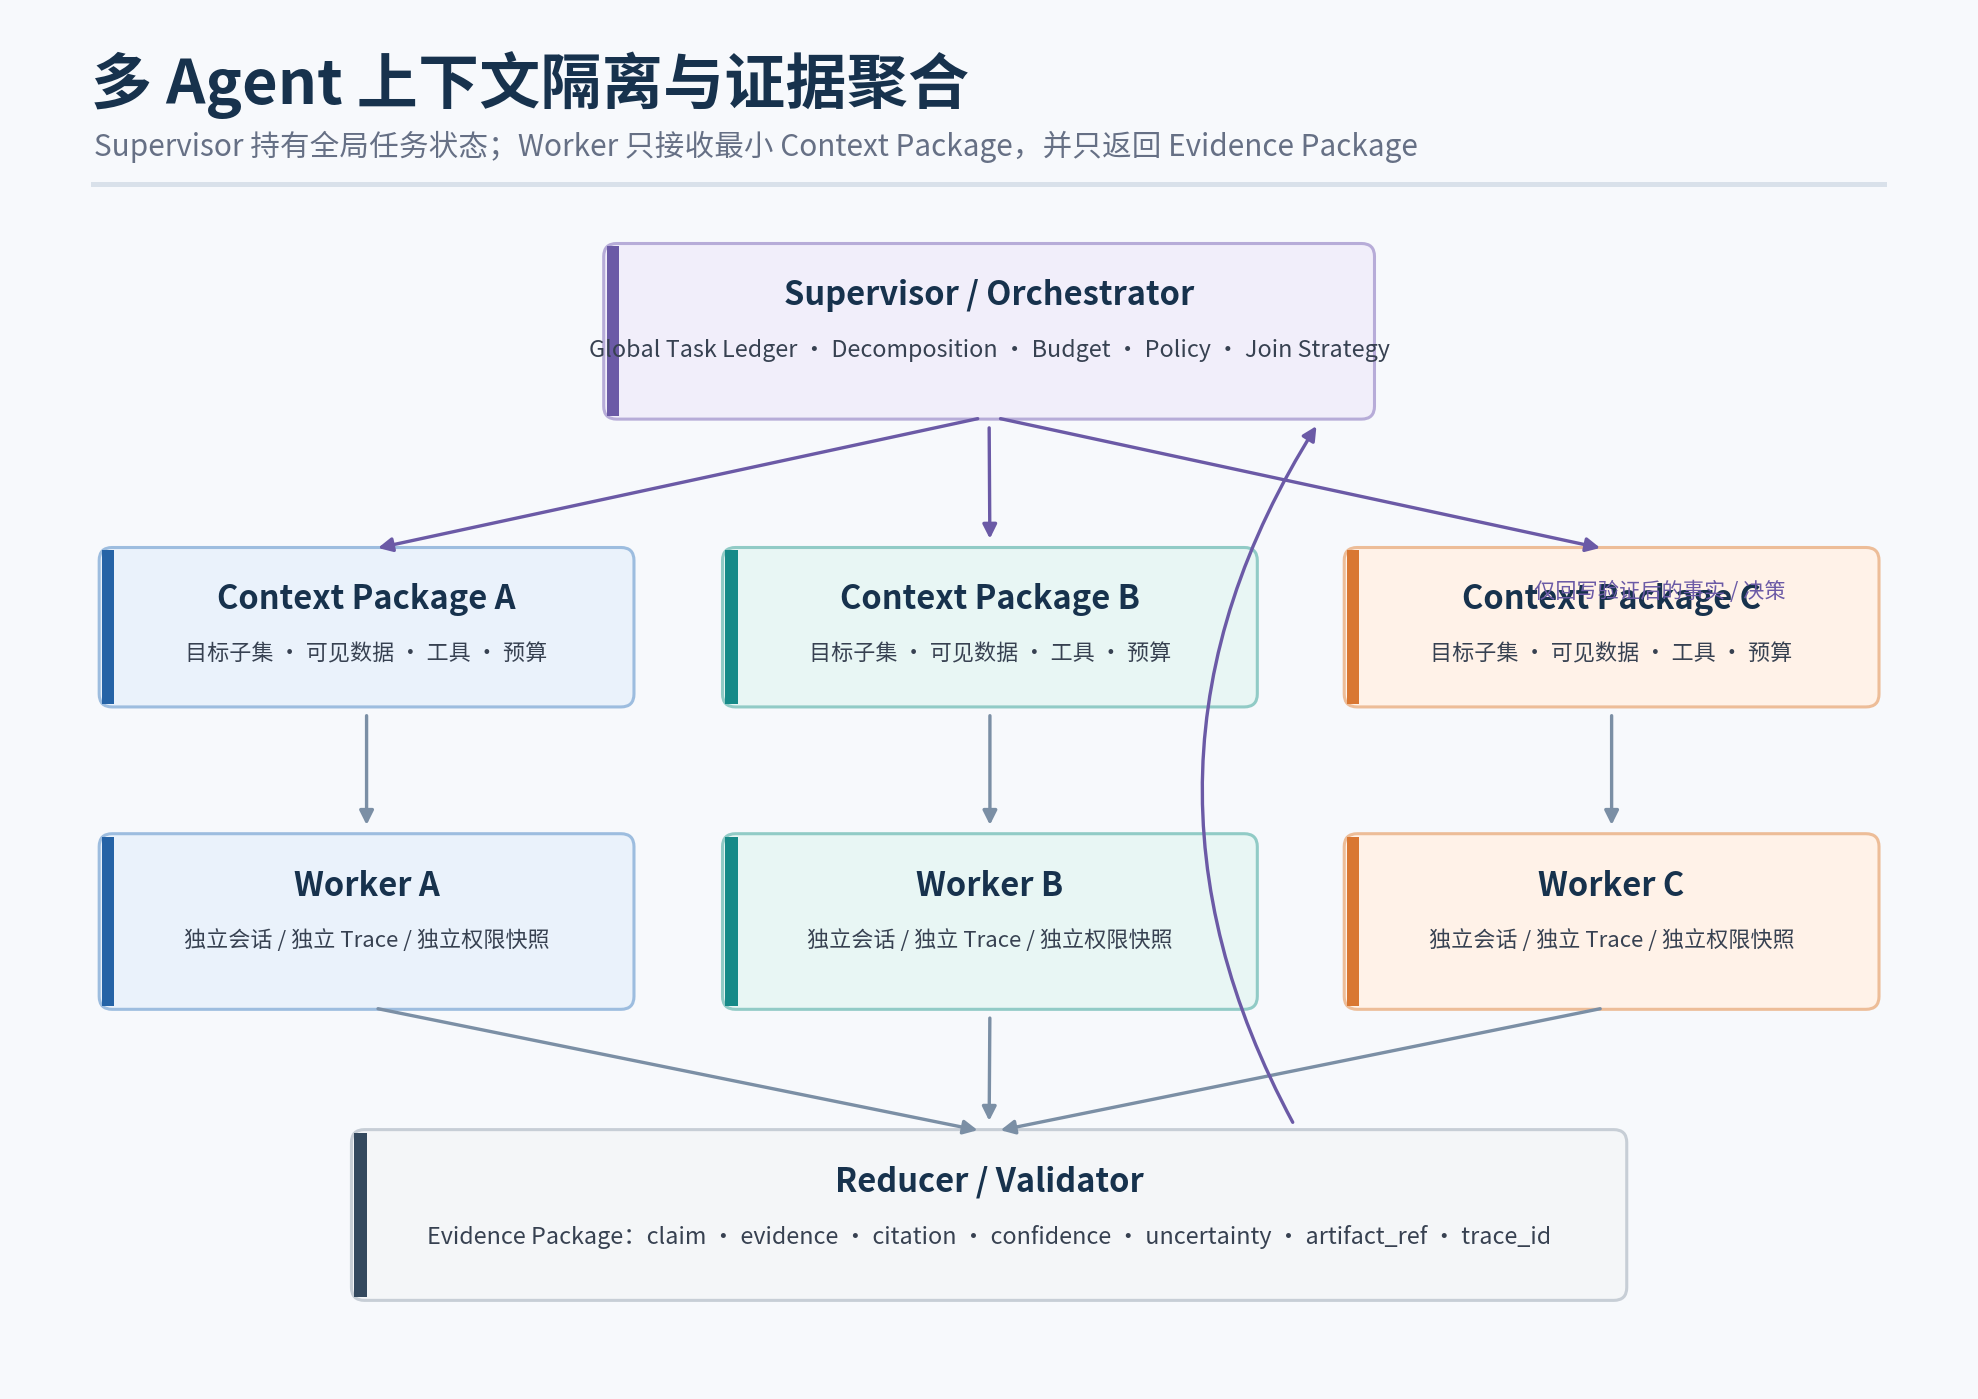 多 Agent 上下文隔离与证据聚合
Supervisor 持有全局任务状态；Worker 只接收最小 Context Package，并只返回 Evidence Package
Supervisor / Orchestrator
Global Task Ledger • Decomposition • Budget • Policy • Join Strategy
Context Package A
目标子集 • 可见数据 • 工具 • 预算
Context Package B
目标子集 • 可见数据 • 工具 • 预算
仅回写验证后的事实 / 决策
Context Package C
目标子集 • 可见数据 • 工具 • 预算
Worker A
独立会话 / 独立 Trace / 独立权限快照
Worker B
独立会话 / 独立 Trace / 独立权限快照
Worker C
独立会话 / 独立 Trace / 独立权限快照
Reducer / Validator
Evidence Package：claim • evidence • citation • confidence • uncertainty • artifact_ref • trace_id